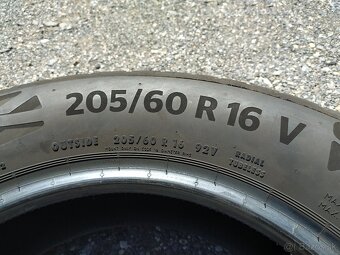 205/60 R 16 V
OUTSIDE 205/60 R 16 92V RADIAL
TUBELESS